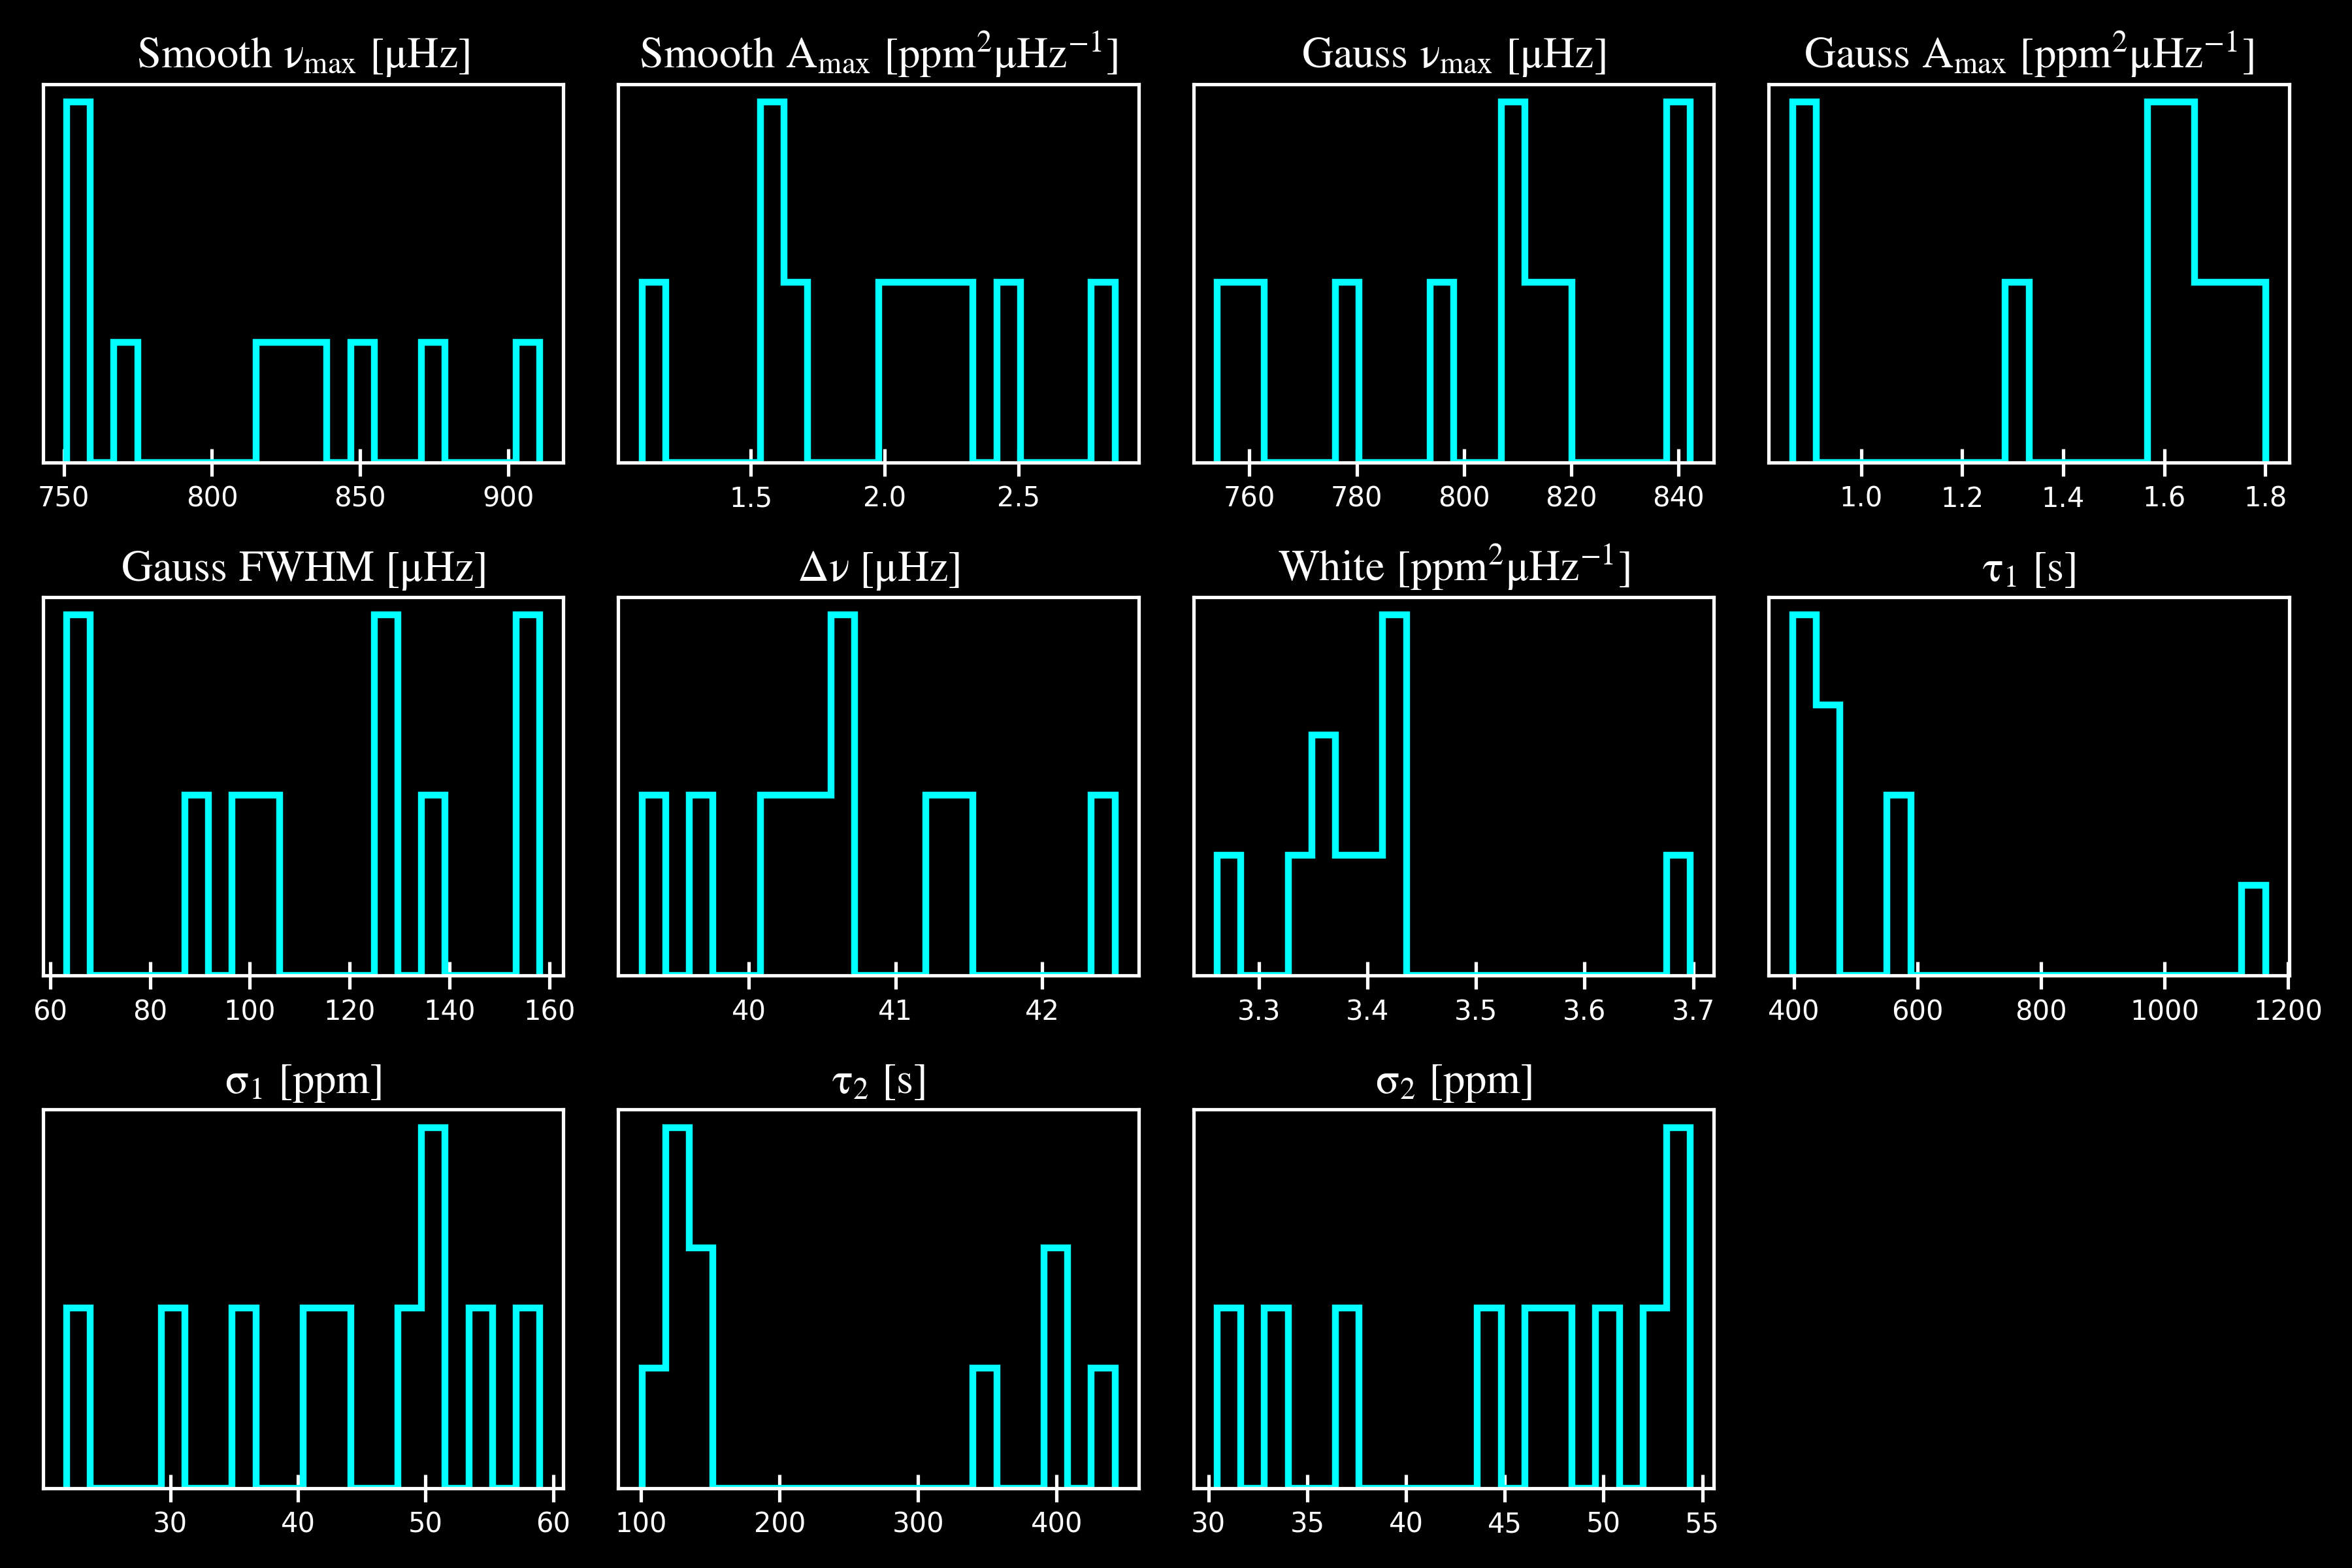 Smooth ν_max [μHz] Smooth A_max [ppm²μHz⁻¹] Gauss ν_max [μHz] Gauss A_max [ppm²μHz⁻¹]
750 800 850 900 1.5 2.0 2.5 760 780 800 820 840 1.0 1.2 1.4 1.6 1.8
Gauss FWHM [μHz] Δν [μHz] White [ppm²μHz⁻¹] τ₁ [s]
60 80 100 120 140 160 40 41 42 3.3 3.4 3.5 3.6 3.7 400 600 800 1000 1200
σ₁ [ppm] τ₂ [s] σ₂ [ppm]
30 40 50 60 100 200 300 400 30 35 40 45 50 55